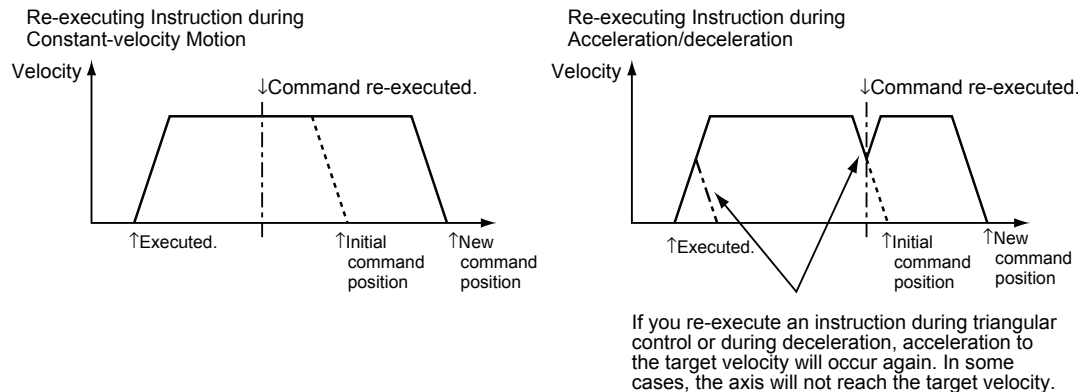 Re-executing Instruction during
Constant-velocity Motion
Velocity
↓Command re-executed.
↑Executed.
↑Initial
command
position
↑New
command
position
Re-executing Instruction during
Acceleration/deceleration
Velocity
↓Command re-executed.
↑Executed.
↑Initial
command
position
↑New
command
position
If you re-execute an instruction during triangular
control or during deceleration, acceleration to
the target velocity will occur again. In some
cases, the axis will not reach the target velocity.